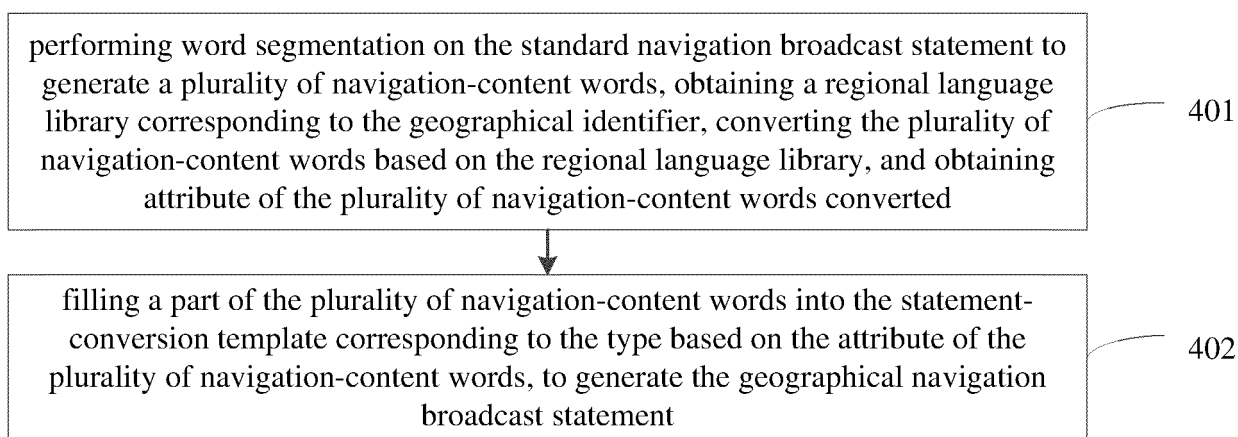 performing word segmentation on the standard navigation broadcast statement to
generate a plurality of navigation-content words, obtaining a regional language
library corresponding to the geographical identifier, converting the plurality of
navigation-content words based on the regional language library, and obtaining
attribute of the plurality of navigation-content words converted
401
filling a part of the plurality of navigation-content words into the statement-
conversion template corresponding to the type based on the attribute of the
plurality of navigation-content words, to generate the geographical navigation
broadcast statement
402